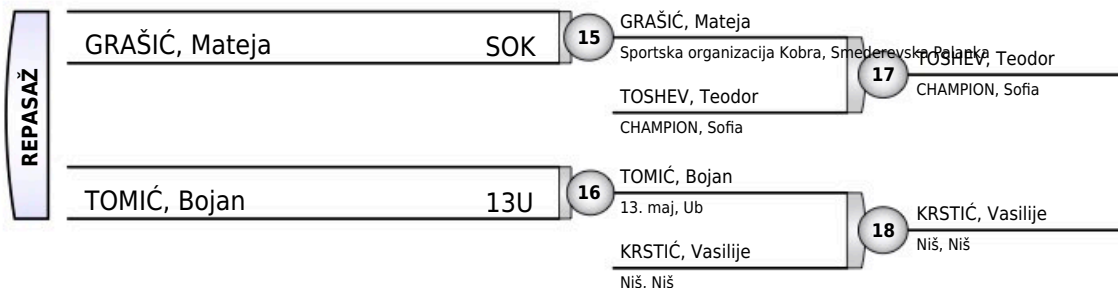 REPASAŽ
GRAŠIĆ, Mateja SOK
15
GRAŠIĆ, Mateja
Sportska organizacija Kobra, Smederevska Palanka
TOSHEV, Teodor
CHAMPION, Sofia
17
TOSHEV, Teodor
CHAMPION, Sofia
TOMIĆ, Bojan 13U
16
TOMIĆ, Bojan
13. maj, Ub
KRSTIĆ, Vasilije
Niš, Niš
18
KRSTIĆ, Vasilije
Niš, Niš